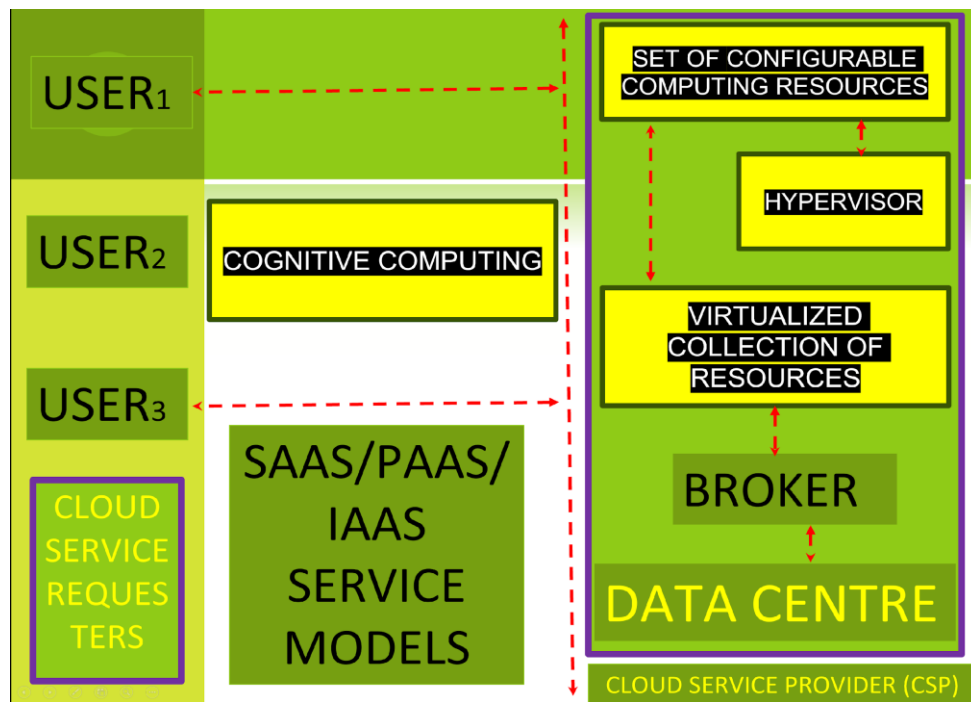 USER1
USER2
USER3
CLOUD
SERVICE
REQUES
TERS
COGNITIVE COMPUTING
SAAS/PAAS/
IAAS
SERVICE
MODELS
SET OF CONFIGURABLE
COMPUTING RESOURCES
HYPERVISOR
VIRTUALIZED
COLLECTION OF
RESOURCES
BROKER
DATA CENTRE
CLOUD SERVICE PROVIDER (CSP)